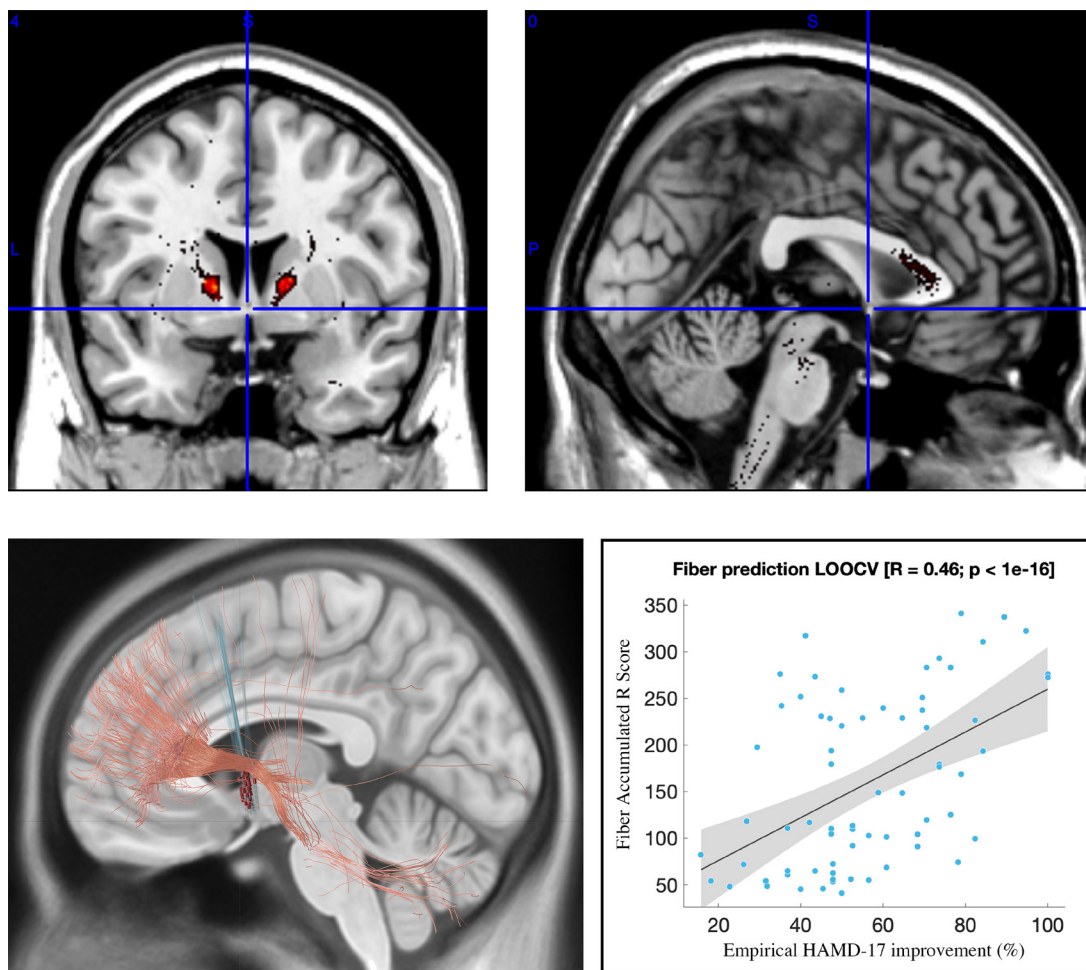 4
S
L
0
S
P
Fiber prediction LOOCV [R = 0.46; p < 1e-16]
350
300
250
200
150
100
50
Fiber Accumulated R Score
20
40
60
80
100
Empirical HAMD-17 improvement (%)